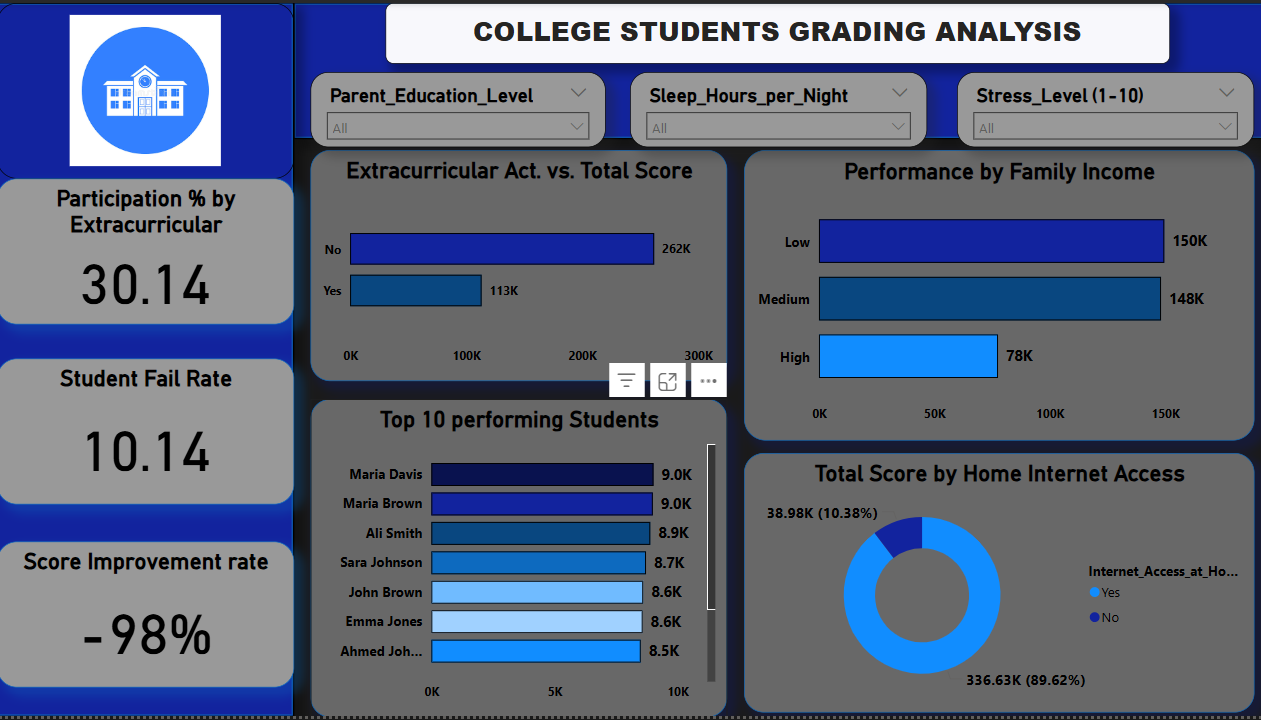 COLLEGE STUDENTS GRADING ANALYSIS
Parent_Education_Level
All
Sleep_Hours_per_Night
All
Stress_Level (1-10)
All
Participation % by
Extracurricular
30.14
Student Fail Rate
10.14
Score Improvement rate
-98%
Extracurricular Act. vs. Total Score
No
262K
Yes
113K
0K
100K
200K
300K
Performance by Family Income
Low
150K
Medium
148K
High
78K
0K
50K
100K
150K
Top 10 performing Students
Maria Davis
9.0K
Maria Brown
9.0K
Ali Smith
8.9K
Sara Johnson
8.7K
John Brown
8.6K
Emma Jones
8.6K
Ahmed Joh...
8.5K
0K
5K
10K
Total Score by Home Internet Access
38.98K (10.38%)
336.63K (89.62%)
Internet_Access_at_Ho...
Yes
No